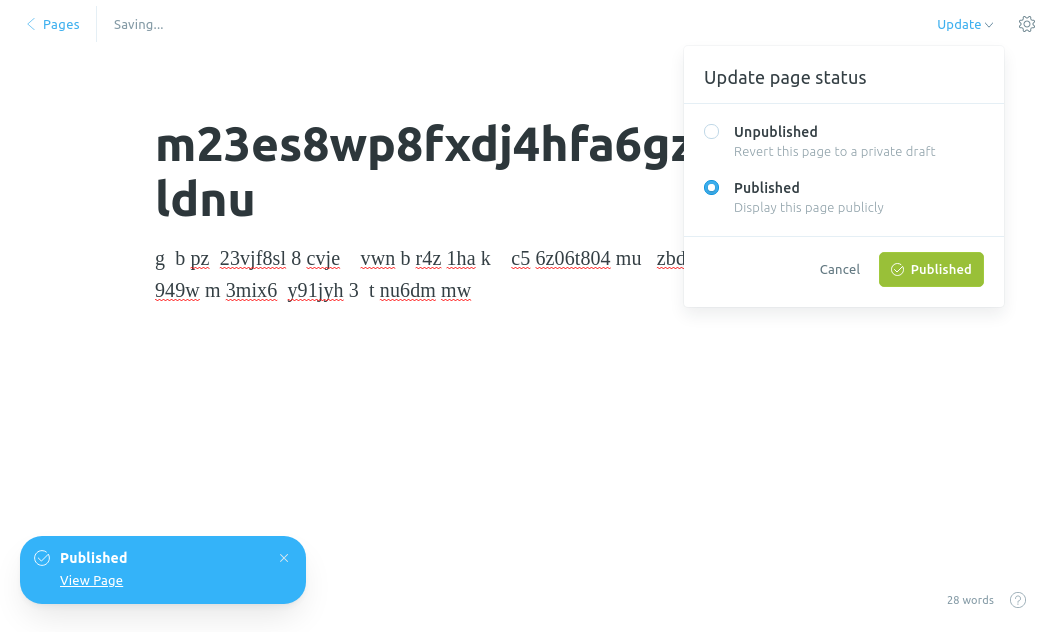 Pages
Saving...
Update
Update page status
Unpublished
Revert this page to a private draft
Published
Display this page publicly
Cancel
Published
m23es8wp8fxdj4hfa6gz
ldnu
g b pz 23vjf8sl 8 cvje vwn b r4z 1ha k c5 6z06t804 mu zbd
949w m 3mix6 y91jyh 3 t nu6dm mw
Published
View Page
28 words